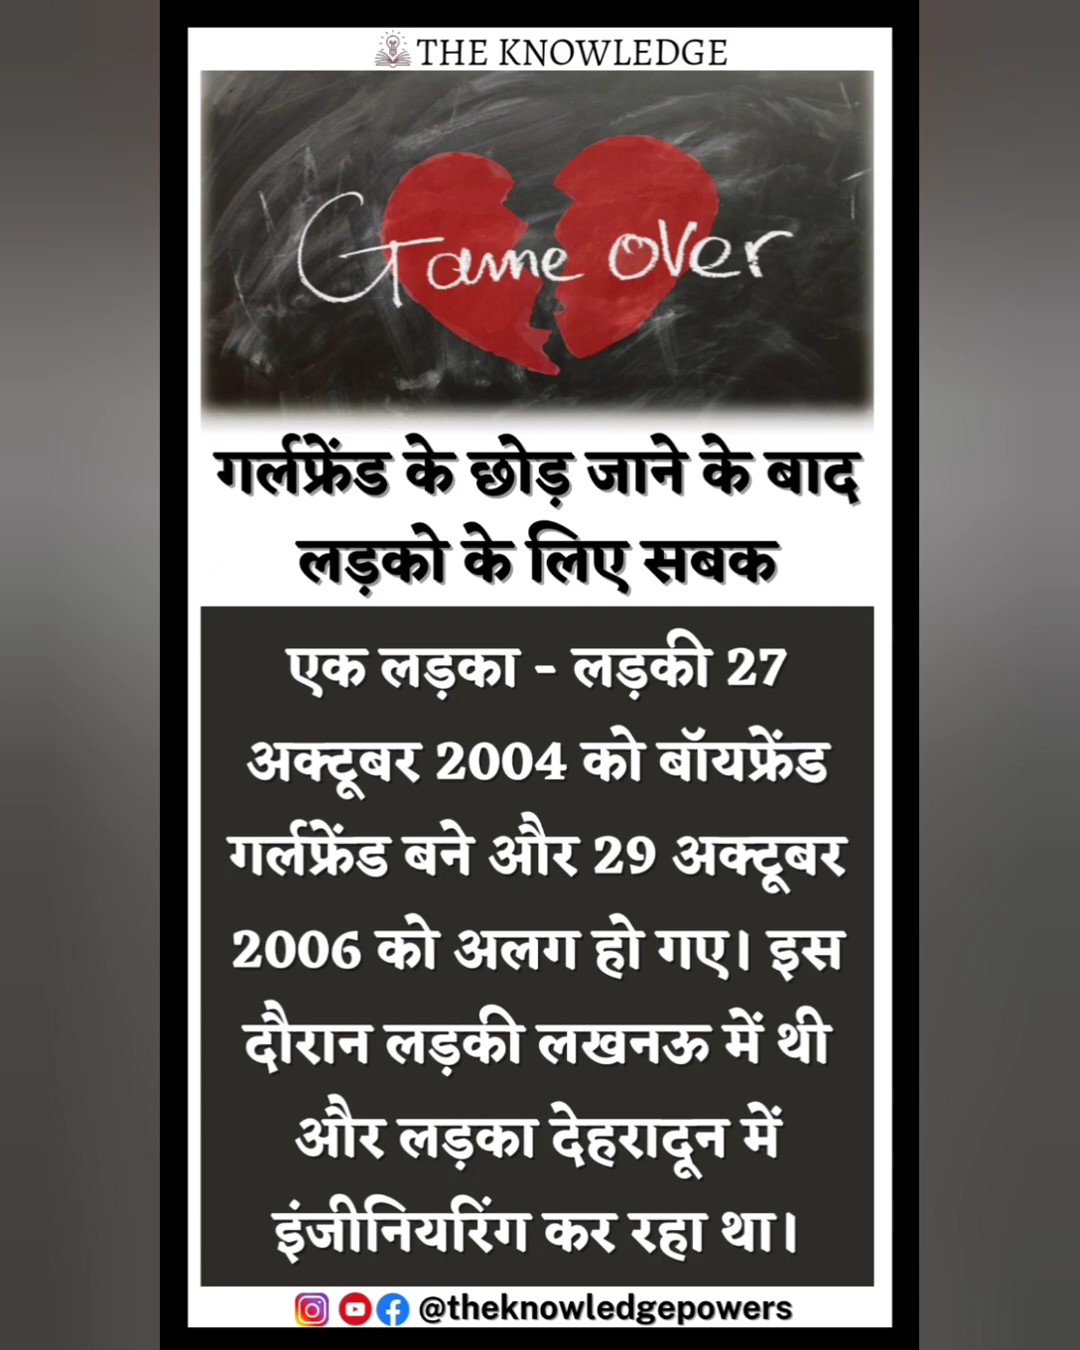 THE KNOWLEDGE
Game over
गर्लफ्रेंड के छोड़ जाने के बाद
लड़को के लिए सबक
एक लड़का - लड़की 27
अक्टूबर 2004 को बॉयफ्रेंड
गर्लफ्रेंड बने और 29 अक्टूबर
2006 को अलग हो गए। इस
दौरान लड़की लखनऊ में थी
और लड़का देहरादून में
इंजीनियरिंग कर रहा था।
@theknowledgepowers